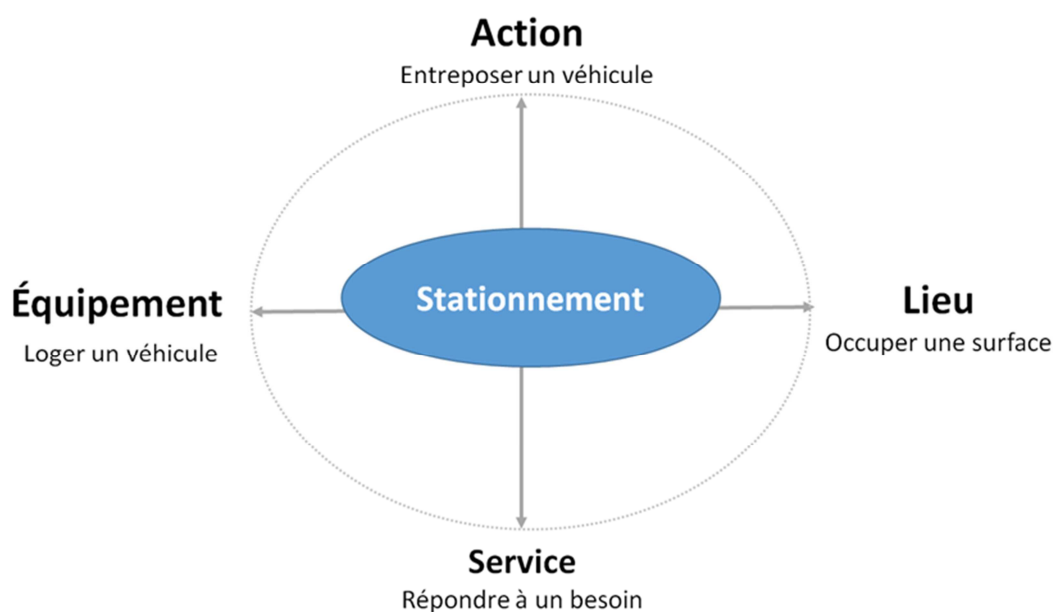 Action
Entreposer un véhicule
Équipement
Loger un véhicule
Stationnement
Lieu
Occuper une surface
Service
Répondre à un besoin